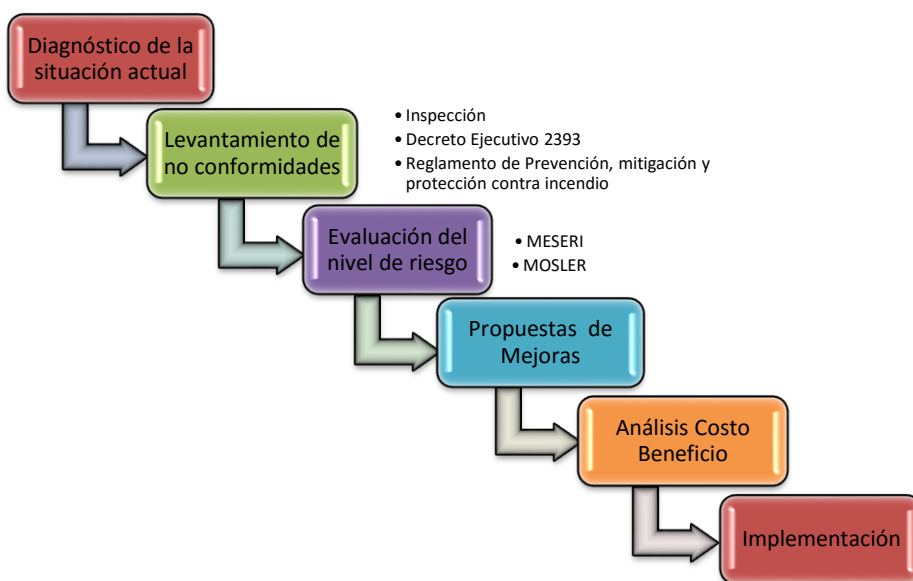 Diagnóstico de la
situación actual
Levantamiento de
no conformidades
• Inspección
• Decreto Ejecutivo 2393
• Reglamento de Prevención, mitigación y
protección contra incendio
Evaluación del
nivel de riesgo
• MESERI
• MOSLER
Propuestas de
Mejoras
Análisis Costo
Beneficio
Implementación